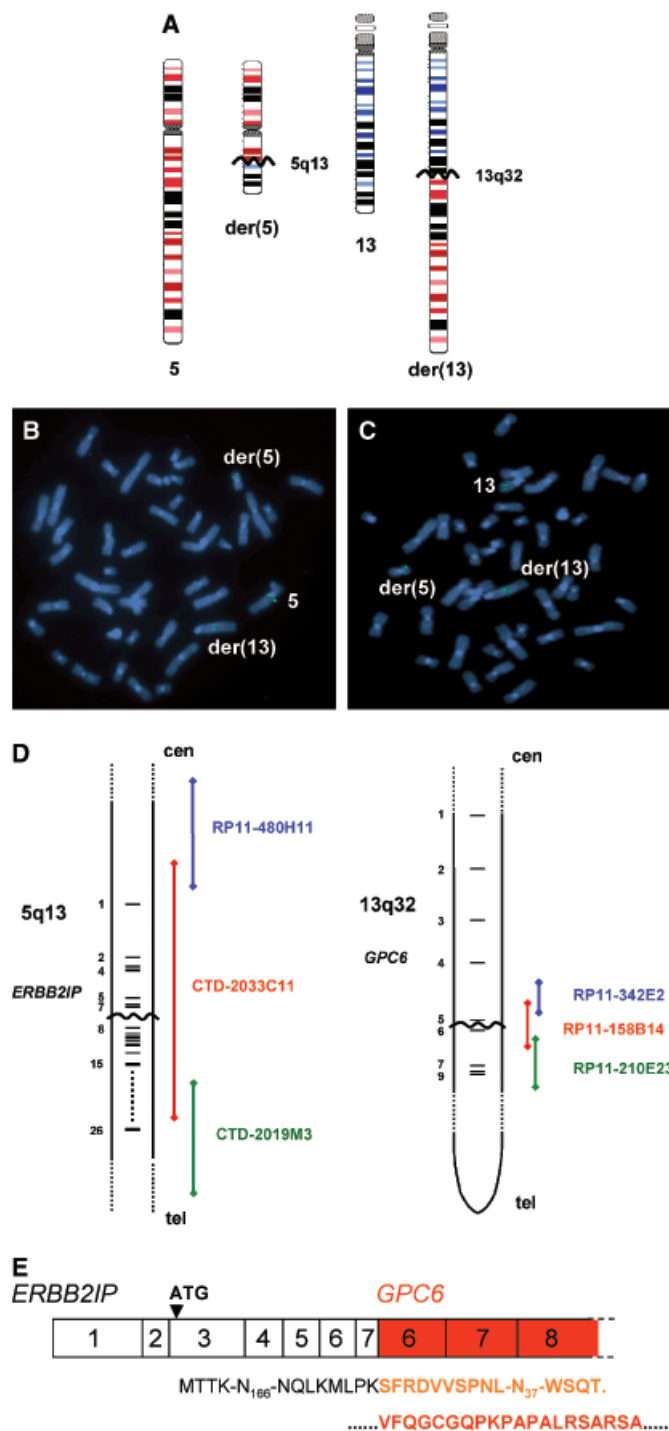 A
5q13
13q32
der(5)
13
5
der(13)
B
der(5)
5
der(13)
C
13
der(5)
der(13)
D
cen
RP11-480H11
5q13
1
2
4
ERBB2IP
CTD-2033C11
5
7
8
15
CTD-2019M3
26
tel
cen
1
2
13q32
3
GPC6
4
RP11-342E2
5
RP11-158B14
6
RP11-210E23
7
9
tel
E
ERBB2IP ATG GPC6
1 2 3 4 5 6 7 6 7 8
MTTK-N166-NQLKMLPKSFRDVVSPNL-N37-WSQT.
......VFQGCGQPKPAPALRSARSA......